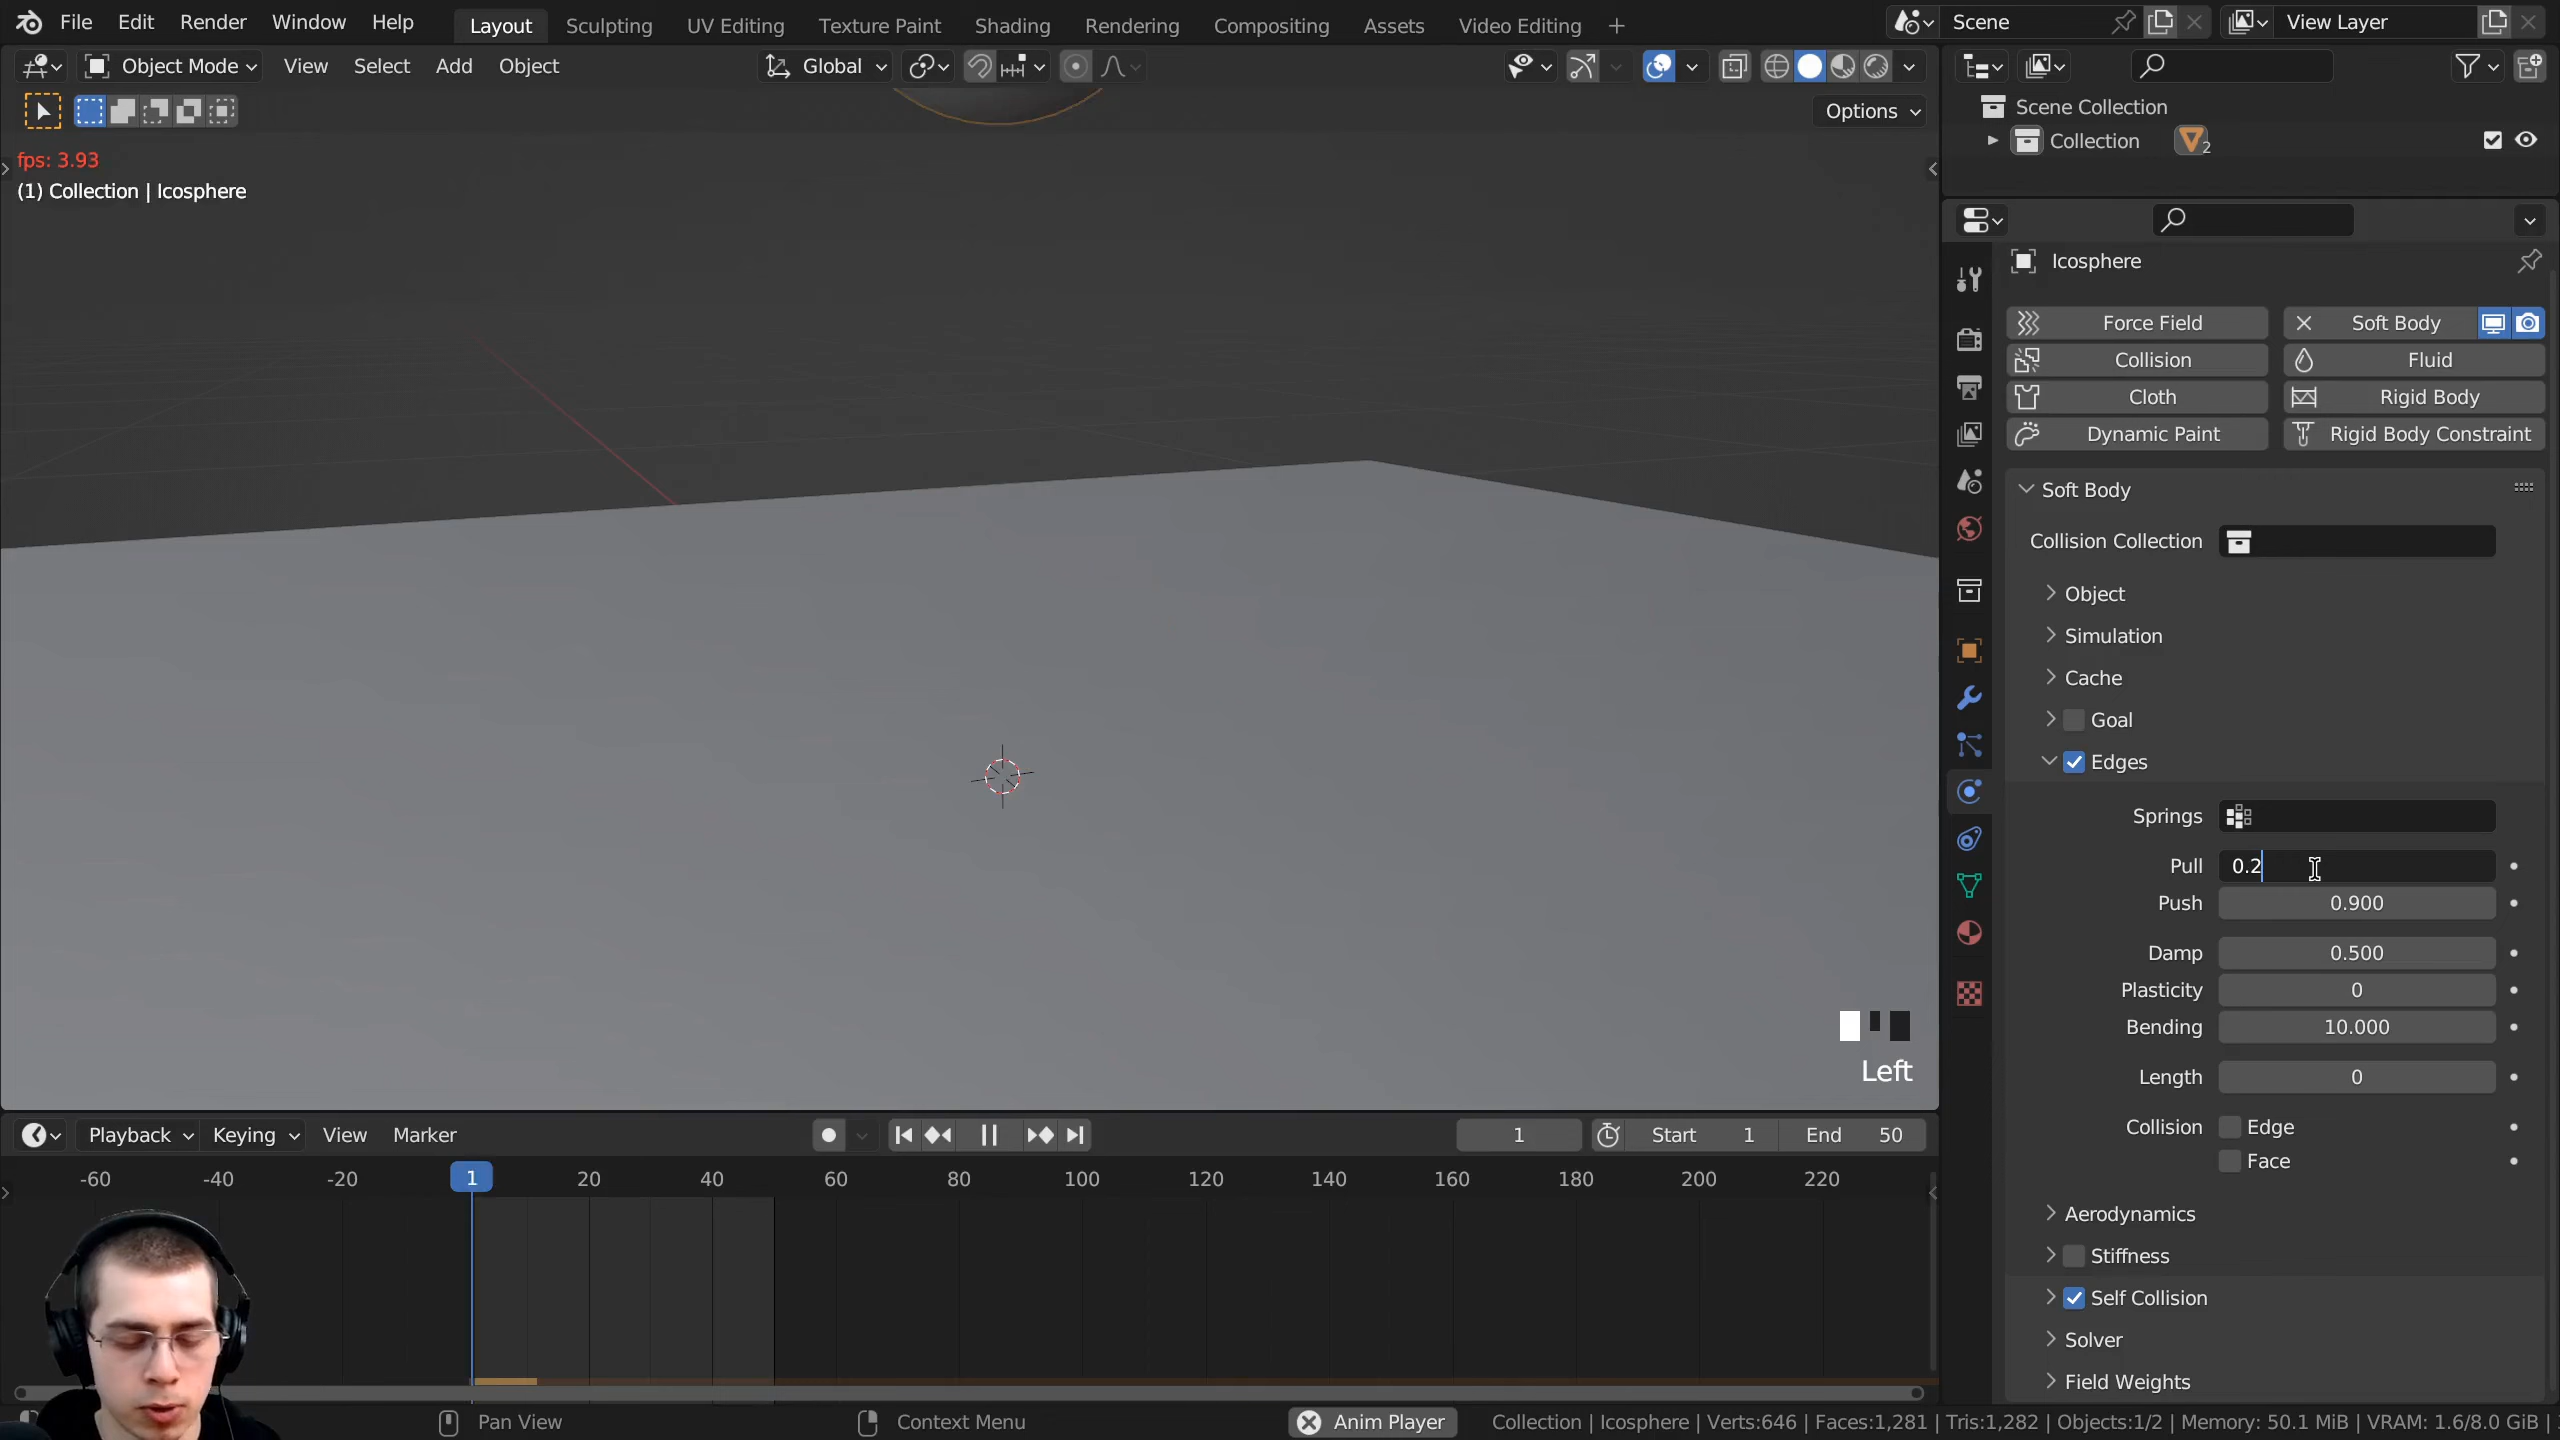 File Edit Render Window Help Layout Sculpting UV Editing Texture Paint Shading Modeling Rendering Compositing Assets Video Editing + Scene View Layer
Object Mode View Select Add Object Global
Options
Scene Collection
Collection 2
fps: 3.93
(1) Collection | Icosphere
Icosphere
Force Field Soft Body
Collision Fluid
Cloth Rigid Body
Dynamic Paint Rigid Body Constraint
Soft Body
Collision Collection
Object
Simulation
Cache
Goal
Edges
Springs
Pull 0.2
Push 0.900
Damp 0.500
Plasticity 0
Bending 10.000
Length 0
Collision Edge
Face
Aerodynamics
Stiffness
Self Collision
Solver
Field Weights
Left
Playback Keying View Marker 1 Start 1 End 50
-60 -40 -20 1 20 40 60 80 100 120 140 160 180 200 220
Pan View Context Menu Anim Player Collection | Icosphere | Verts:646 | Faces:1,281 | Tris:1,282 | Objects:1/2 | Memory: 50.1 MiB | VRAM: 1.6/8.0 GiB |